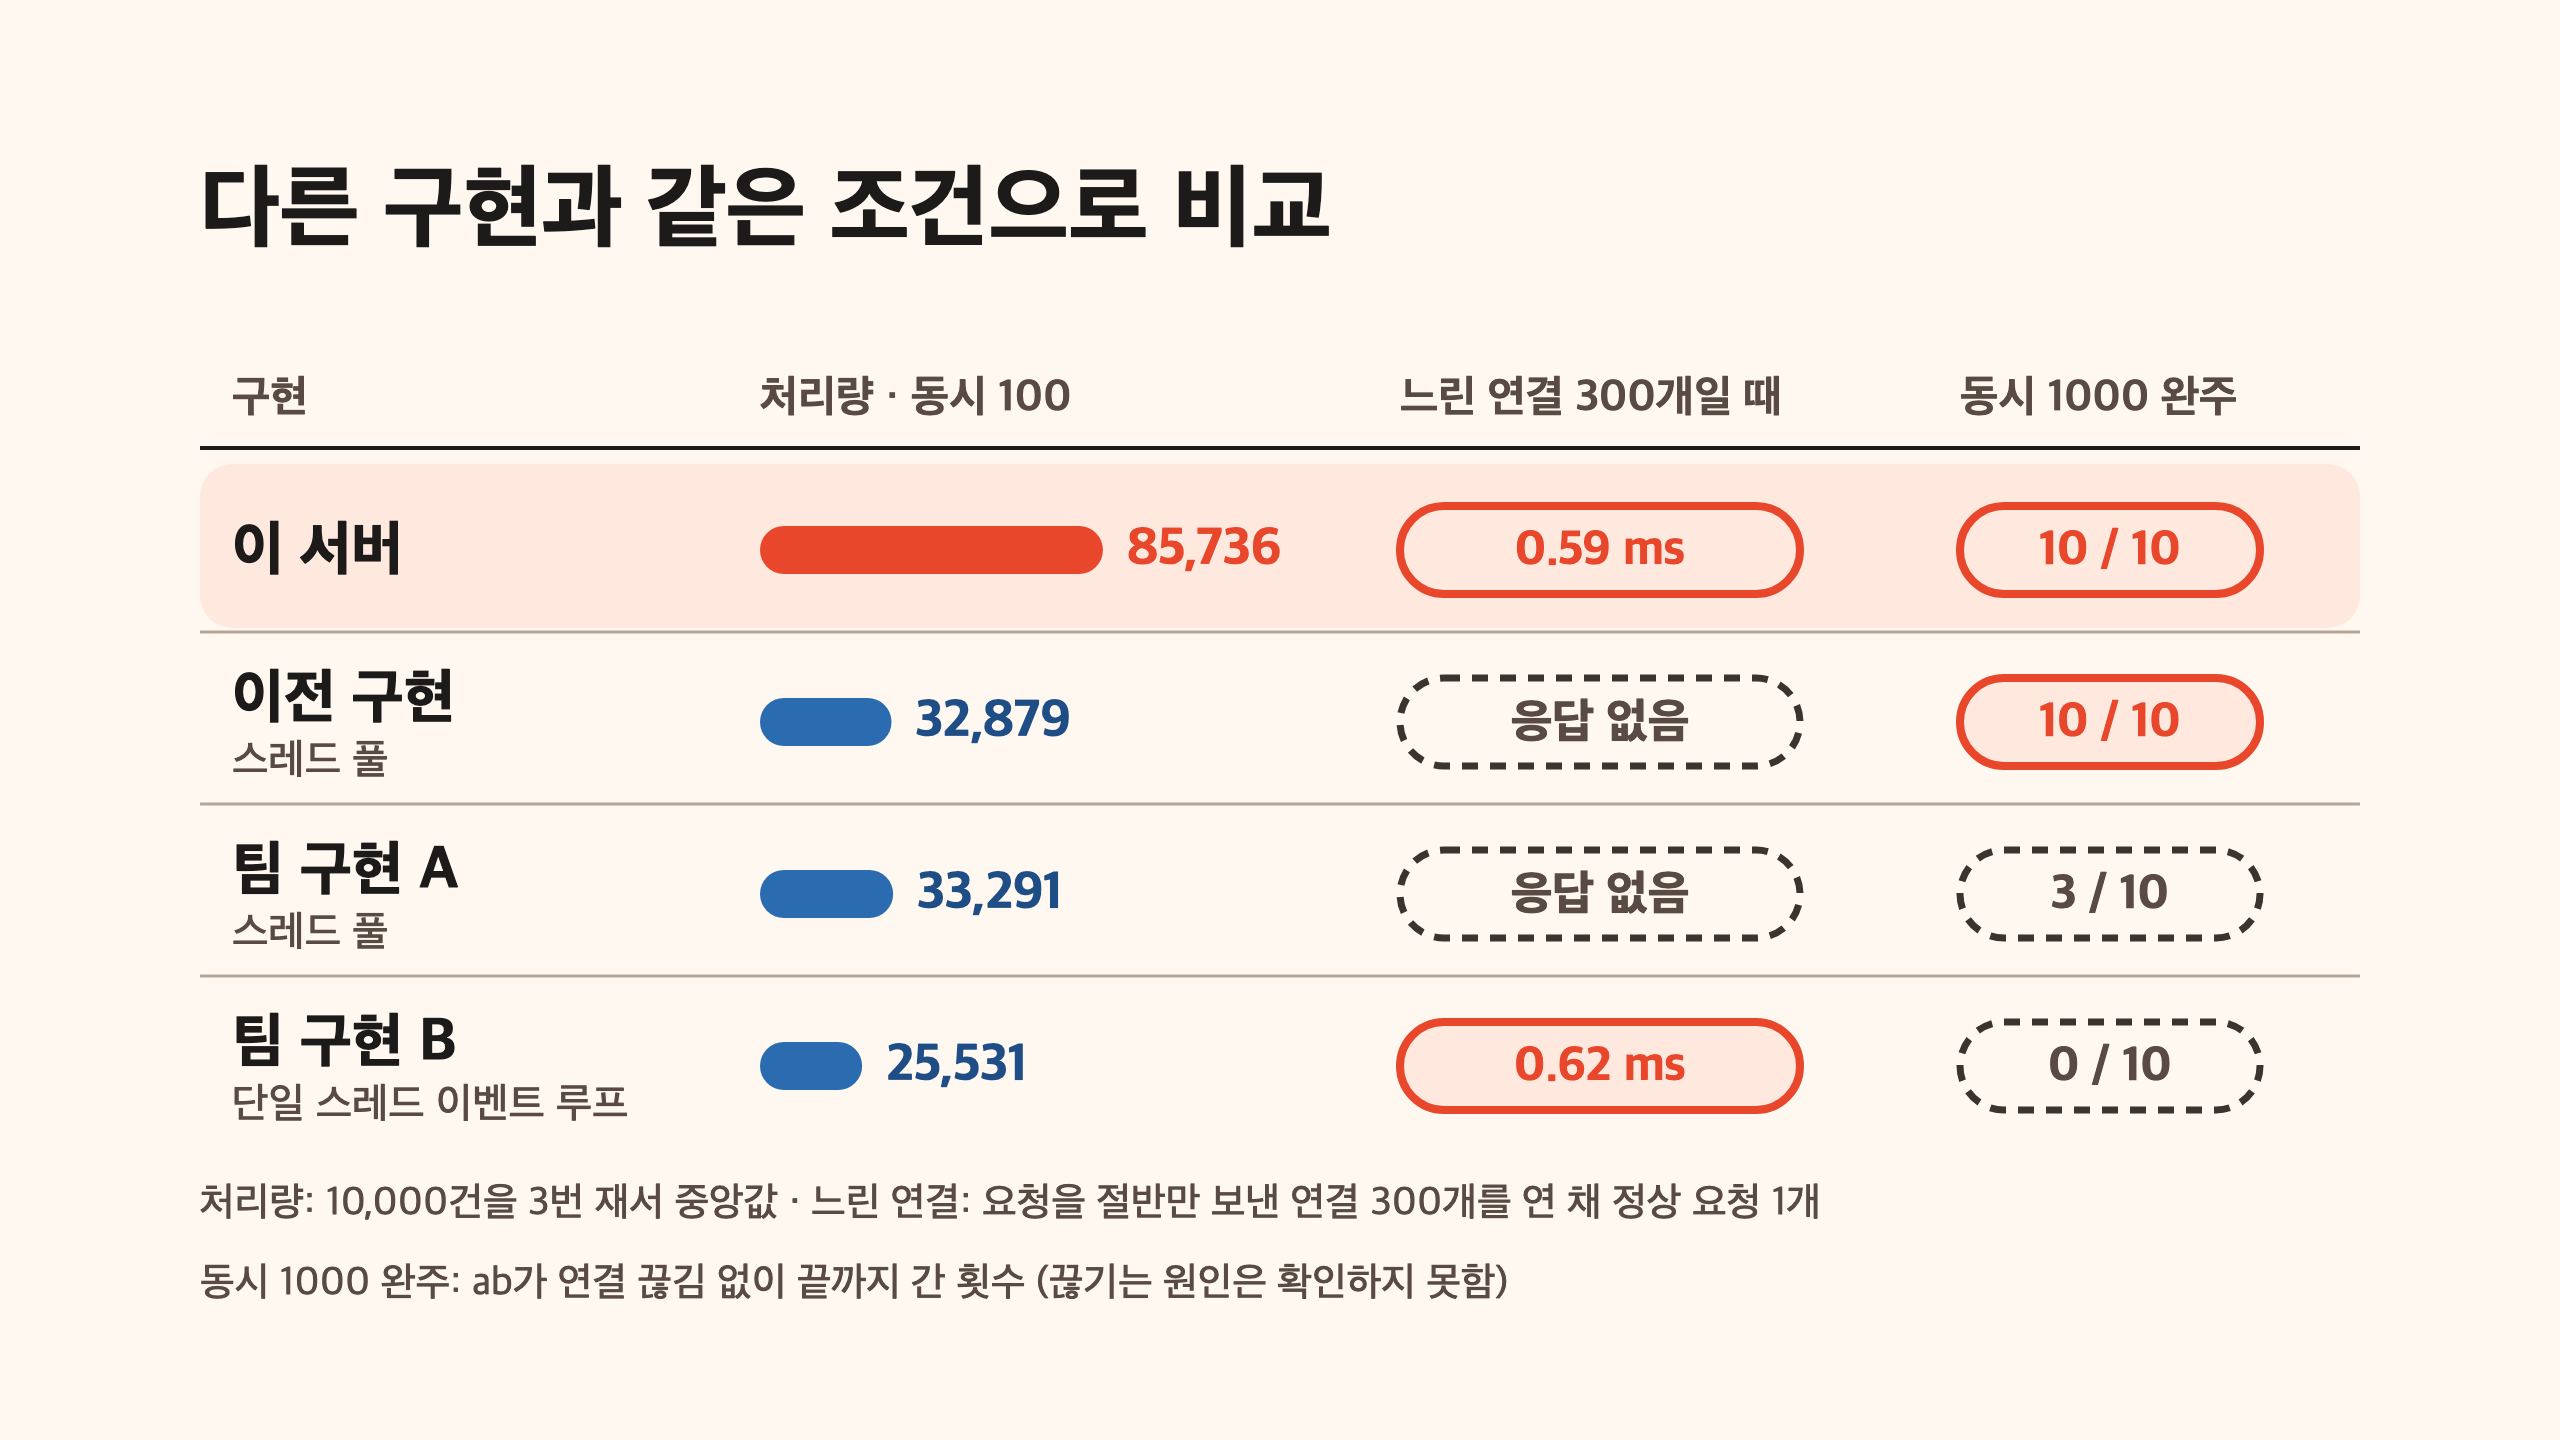 다른 구현과 같은 조건으로 비교
구현 처리량 · 동시 100 느린 연결 300개일 때 동시 1000 완주
이 서버 85,736 0.59 ms 10 / 10
이전 구현 32,879 응답 없음 10 / 10
스레드 풀
팀 구현 A 33,291 응답 없음 3 / 10
스레드 풀
팀 구현 B 25,531 0.62 ms 0 / 10
단일 스레드 이벤트 루프
처리량: 10,000건을 3번 재서 중앙값 · 느린 연결: 요청을 절반만 보낸 연결 300개를 연 채 정상 요청 1개
동시 1000 완주: ab가 연결 끊김 없이 끝까지 간 횟수 (끊기는 원인은 확인하지 못함)